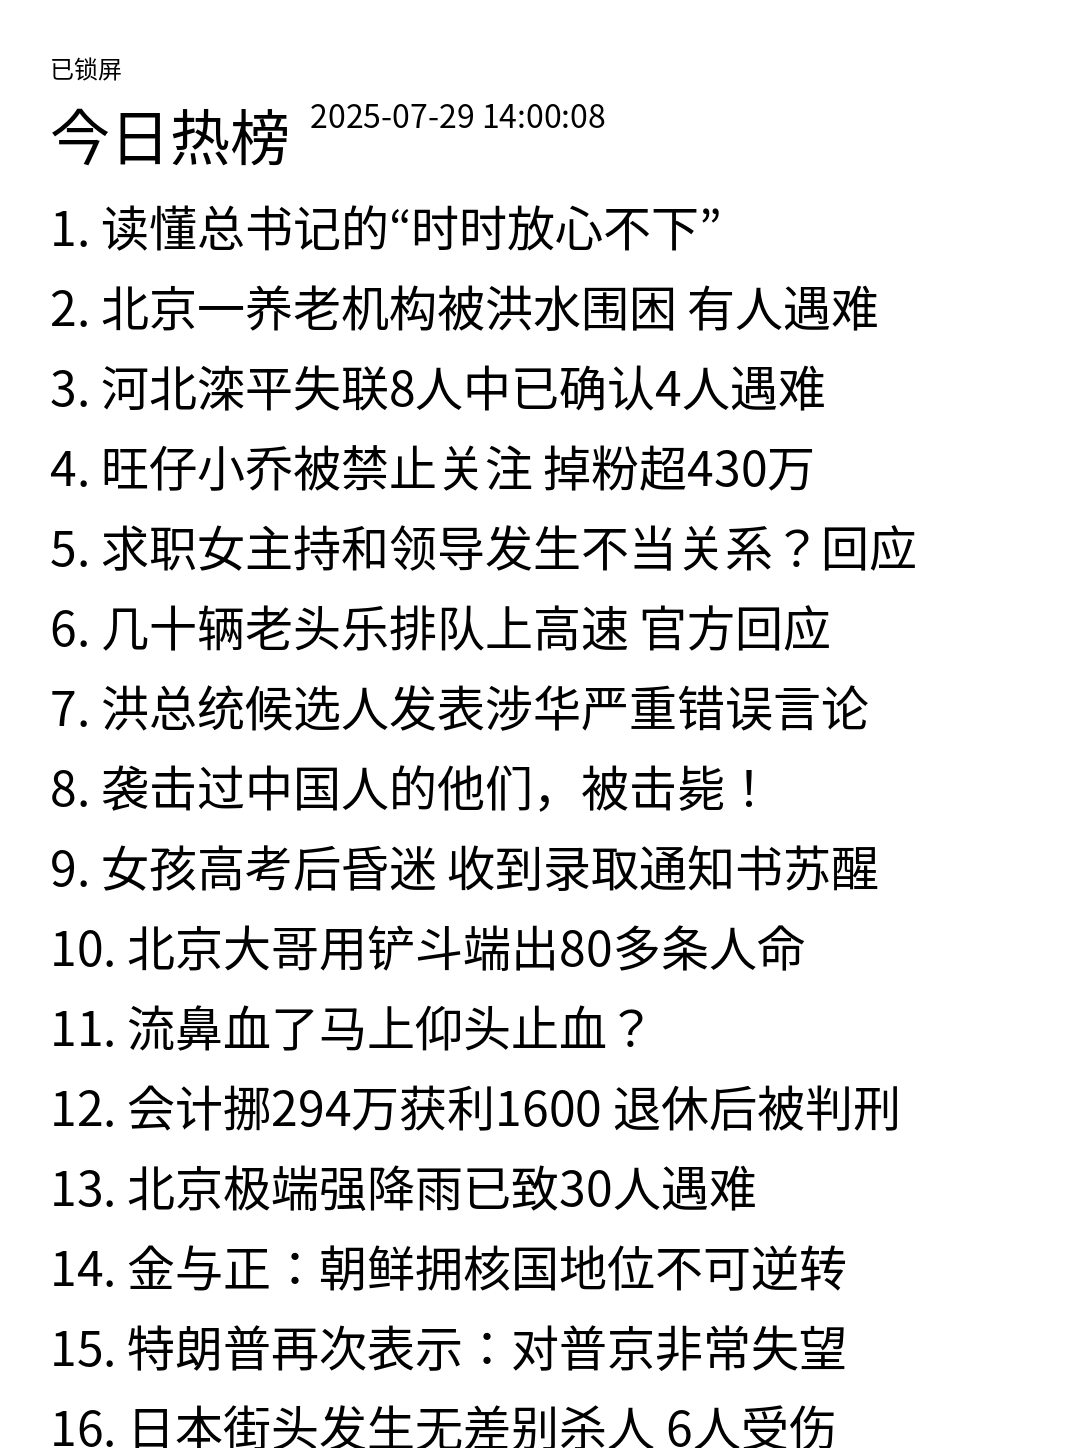 已锁屏
今日热榜 2025-07-29 14:00:08
1. 读懂总书记的“时时放心不下”
2. 北京一养老机构被洪水围困 有人遇难
3. 河北滦平失联8人中已确认4人遇难
4. 旺仔小乔被禁止关注 掉粉超430万
5. 求职女主持和领导发生不当关系？回应
6. 几十辆老头乐排队上高速 官方回应
7. 洪总统候选人发表涉华严重错误言论
8. 袭击过中国人的他们，被击毙！
9. 女孩高考后昏迷 收到录取通知书苏醒
10. 北京大哥用铲斗端出80多条人命
11. 流鼻血了马上仰头止血？
12. 会计挪294万获利1600 退休后被判刑
13. 北京极端强降雨已致30人遇难
14. 金与正：朝鲜拥核国地位不可逆转
15. 特朗普再次表示：对普京非常失望
16. 日本街头发生无差别杀人 6人受伤